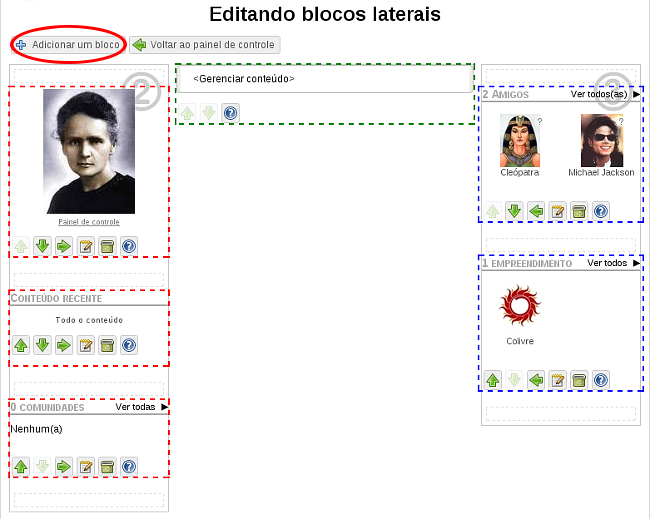 Editando blocos laterais
Adicionar um bloco
Voltar ao painel de controle
2
Painel de controle
CONTEÚDO RECENTE
Todo o conteúdo
0 COMUNIDADES
Ver todas
Nenhum(a)
<Gerenciar conteúdo>
3
2 AMIGOS
Ver todos(as)
?
?
Cleópatra
Michael Jackson
1 EMPREENDIMENTO
Ver todos
Colivre